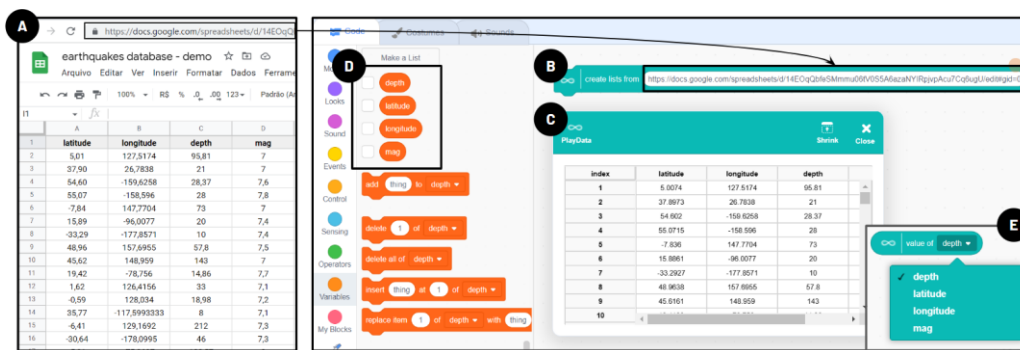 A
https://docs.google.com/spreadsheets/d/14EOqQ
earthquakes database - demo
Arquivo Editar Ver Inserir Formatar Dados Ferrame
100% R$ % .0 .00 123 Padrão (Ar
I1 fx
A B C D
1 latitude longitude depth mag
2 5,01 127,5174 95,81 7
3 37,90 26,7838 21 7
4 54,60 -159,6258 28,37 7,6
5 55,07 -158,596 28 7,8
6 -7,84 147,7704 73 7
7 15,89 -96,0077 20 7,4
8 -33,29 -177,8571 10 7,4
9 48,96 157,6955 57,8 7,5
10 45,62 148,959 143 7
11 19,42 -78,756 14,86 7,7
12 1,62 126,4156 33 7,1
13 -0,59 128,034 18,98 7,2
14 35,77 -117,5993333 8 7,1
15 -6,41 129,1692 212 7,3
16 -30,64 -178,0995 46 7,3
Code Costumes Sounds
Looks
Sound
Events
Control
Sensing
Operators
Variables
My Blocks
Make a List
D
depth
latitude
longitude
mag
add thing to depth
delete 1 of depth
delete all of depth
insert thing at 1 of depth
replace item 1 of depth with thing
B
create lists from
C
PlayData
Shrink Close
index latitude longitude depth
1 5.0074 127.5174 95.81
2 37.8973 26.7838 21
3 54.602 -159.6258 28.37
4 55.0715 -158.596 28
5 -7.836 147.7704 73
6 15.8861 -96.0077 20
7 -33.2927 -177.8571 10
8 48.9638 157.6955 57.8
9 45.6161 148.959 143
10
E
value of depth
depth
latitude
longitude
mag